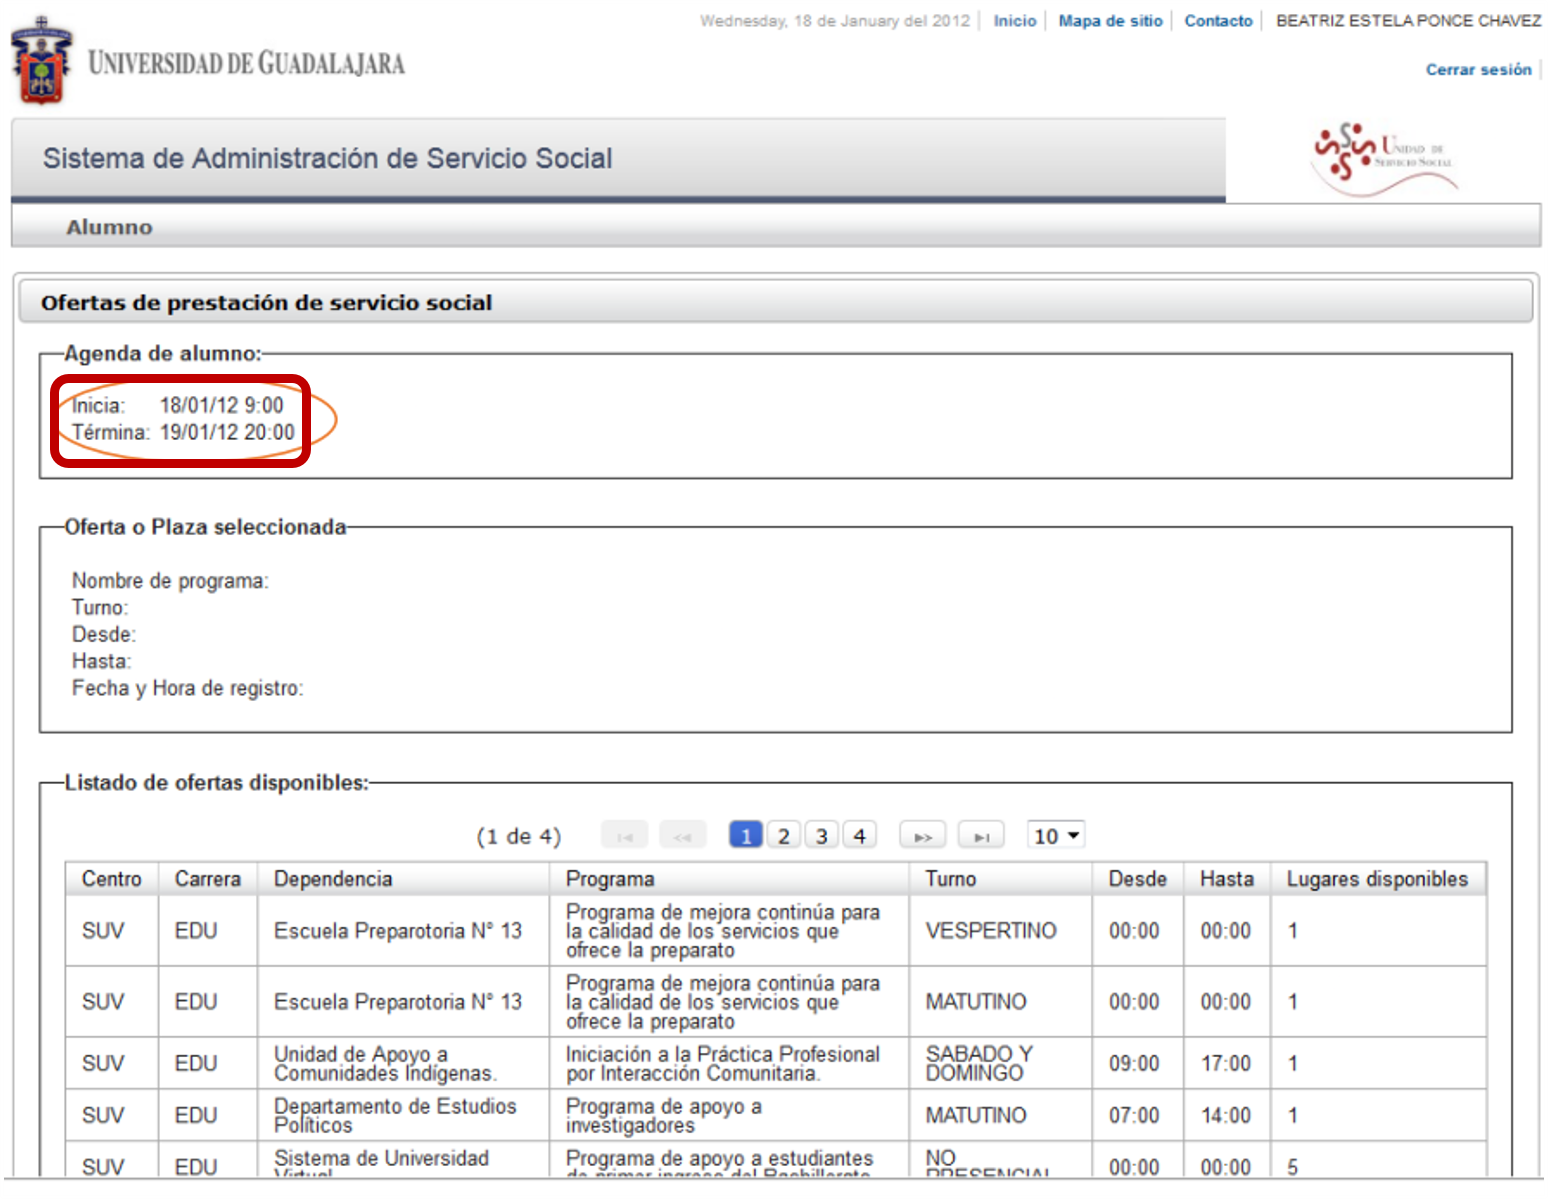 Wednesday, 18 de January del 2012 Inicio Mapa de sitio Contacto BEATRIZ ESTELA PONCE CHAVEZ
UNIVERSIDAD DE GUADALAJARA
Cerrar sesión
Sistema de Administración de Servicio Social
UNIDAD DE
SERVICIO SOCIAL
Alumno
Ofertas de prestación de servicio social
Agenda de alumno:
Inicia: 18/01/12 9:00
Términa: 19/01/12 20:00
Oferta o Plaza seleccionada
Nombre de programa:
Turno:
Desde:
Hasta:
Fecha y Hora de registro:
Listado de ofertas disponibles:
(1 de 4) 1 2 3 4 10
Centro Carrera Dependencia Programa Turno Desde Hasta Lugares disponibles
SUV EDU Escuela Preparotoria N° 13 Programa de mejora continúa para la calidad de los servicios que ofrece la preparato VESPERTINO 00:00 00:00 1
SUV EDU Escuela Preparotoria N° 13 Programa de mejora continúa para la calidad de los servicios que ofrece la preparato MATUTINO 00:00 00:00 1
SUV EDU Unidad de Apoyo a Comunidades Indígenas. Iniciación a la Práctica Profesional por Interacción Comunitaria. SABADO Y DOMINGO 09:00 17:00 1
SUV EDU Departamento de Estudios Políticos Programa de apoyo a investigadores MATUTINO 07:00 14:00 1
SUV EDU Sistema de Universidad Virtual Programa de apoyo a estudiantes de primer ingreso del Bachillerato NO PRESENCIAL 00:00 00:00 5